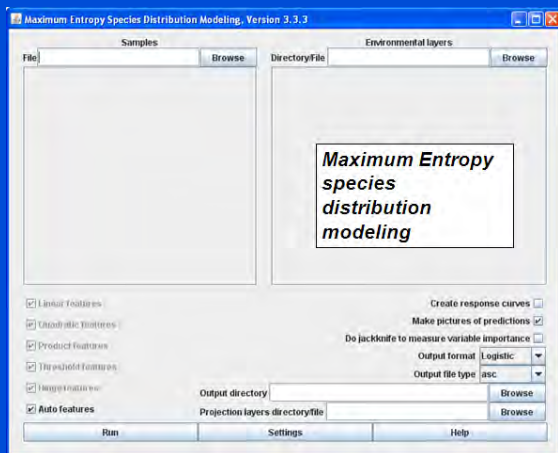 Maximum Entropy Species Distribution Modeling, Version 3.3.3
Samples
Environmental layers
File Browse
Directory/File Browse
Maximum Entropy
species
distribution
modeling
Linear features
Quadratic features
Product features
Threshold features
Hinge features
Auto features
Create response curves
Make pictures of predictions
Do jackknife to measure variable importance
Output format Logistic
Output file type asc
Output directory Browse
Projection layers directory/file Browse
Run Settings Help